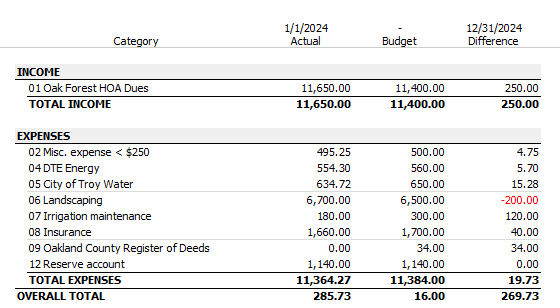 1/1/2024 - 12/31/2024
Category Actual Budget Difference
INCOME
01 Oak Forest HOA Dues 11,650.00 11,400.00 250.00
TOTAL INCOME 11,650.00 11,400.00 250.00
EXPENSES
02 Misc. expense < $250 495.25 500.00 4.75
04 DTE Energy 554.30 560.00 5.70
05 City of Troy Water 634.72 650.00 15.28
06 Landscaping 6,700.00 6,500.00 -200.00
07 Irrigation maintenance 180.00 300.00 120.00
08 Insurance 1,660.00 1,700.00 40.00
09 Oakland County Register of Deeds 0.00 34.00 34.00
12 Reserve account 1,140.00 1,140.00 0.00
TOTAL EXPENSES 11,364.27 11,384.00 19.73
OVERALL TOTAL 285.73 16.00 269.73